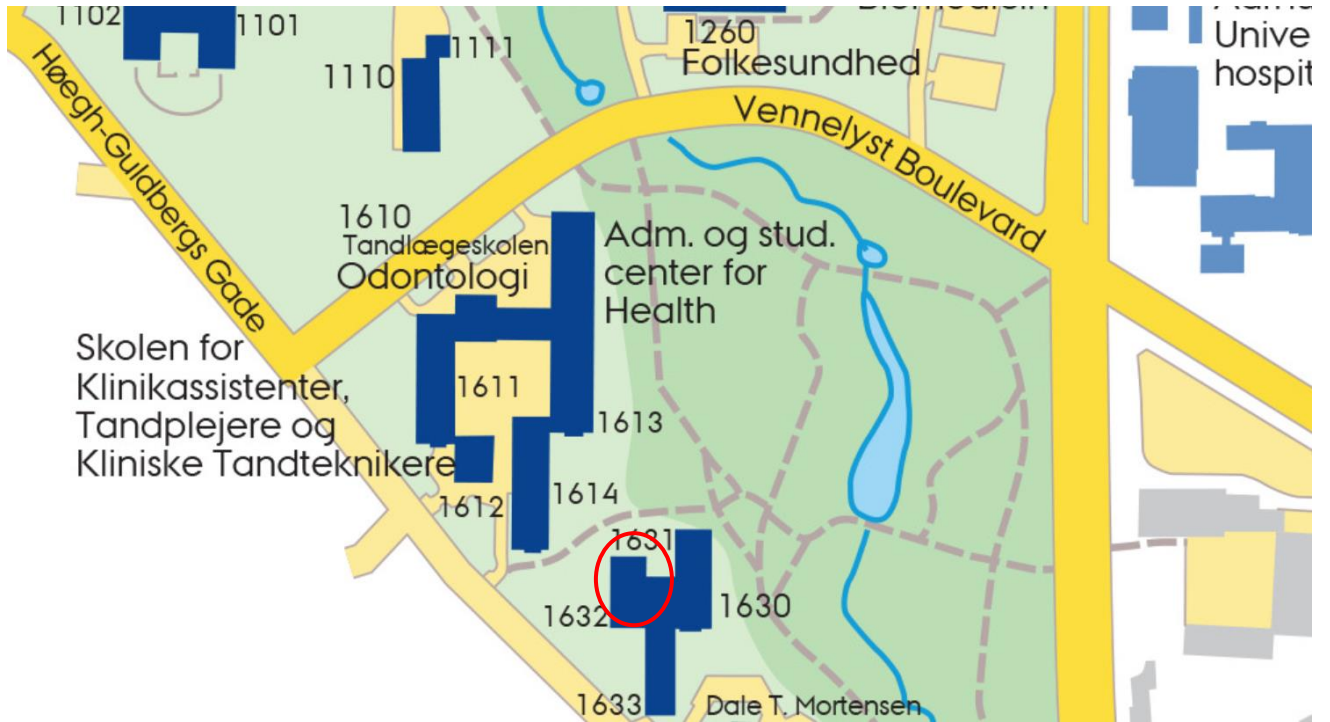 1102
1101
1111
1110
1260
Folkesundhed
Høegh-Guldbergs Gade
Vennelyst Boulevard
1610
Tandlægeskolen
Odontologi
Adm. og stud.
center for
Health
Skolen for
Klinikassistenter,
Tandplejere og
Kliniske Tandteknikere
1611
1613
1612
1614
1631
1632
1630
1633
Dale T. Mortensen
Unive
hospit